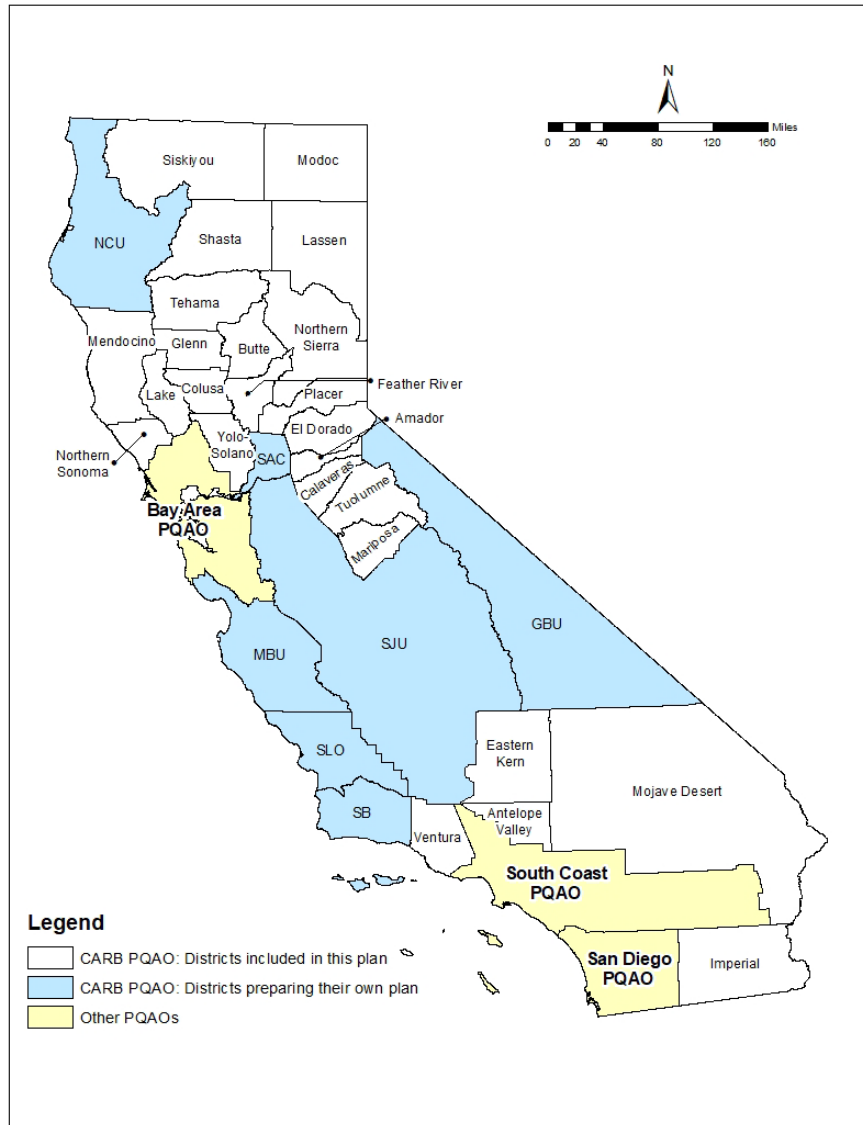 N
Miles
0 20 40 80 120 160
Siskiyou
Modoc
NCU
Shasta
Lassen
Tehama
Mendocino
Glenn
Butte
Northern
Sierra
Lake
Colusa
Feather River
Placer
Amador
El Dorado
Yolo-
Solano
SAC
Northern
Sonoma
Calaveras
Tuolumne
Bay Area
PQAO
Mariposa
GBU
SJU
MBU
SLO
Eastern
Kern
Mojave Desert
SB
Ventura
Antelope
Valley
South Coast
PQAO
San Diego
PQAO
Imperial
Legend
CARB PQAO: Districts included in this plan
CARB PQAO: Districts preparing their own plan
Other PQAOs